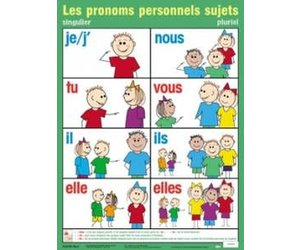 Les pronoms personnels sujets
singulier pluriel
je/j' nous
tu vous
il ils
elle elles